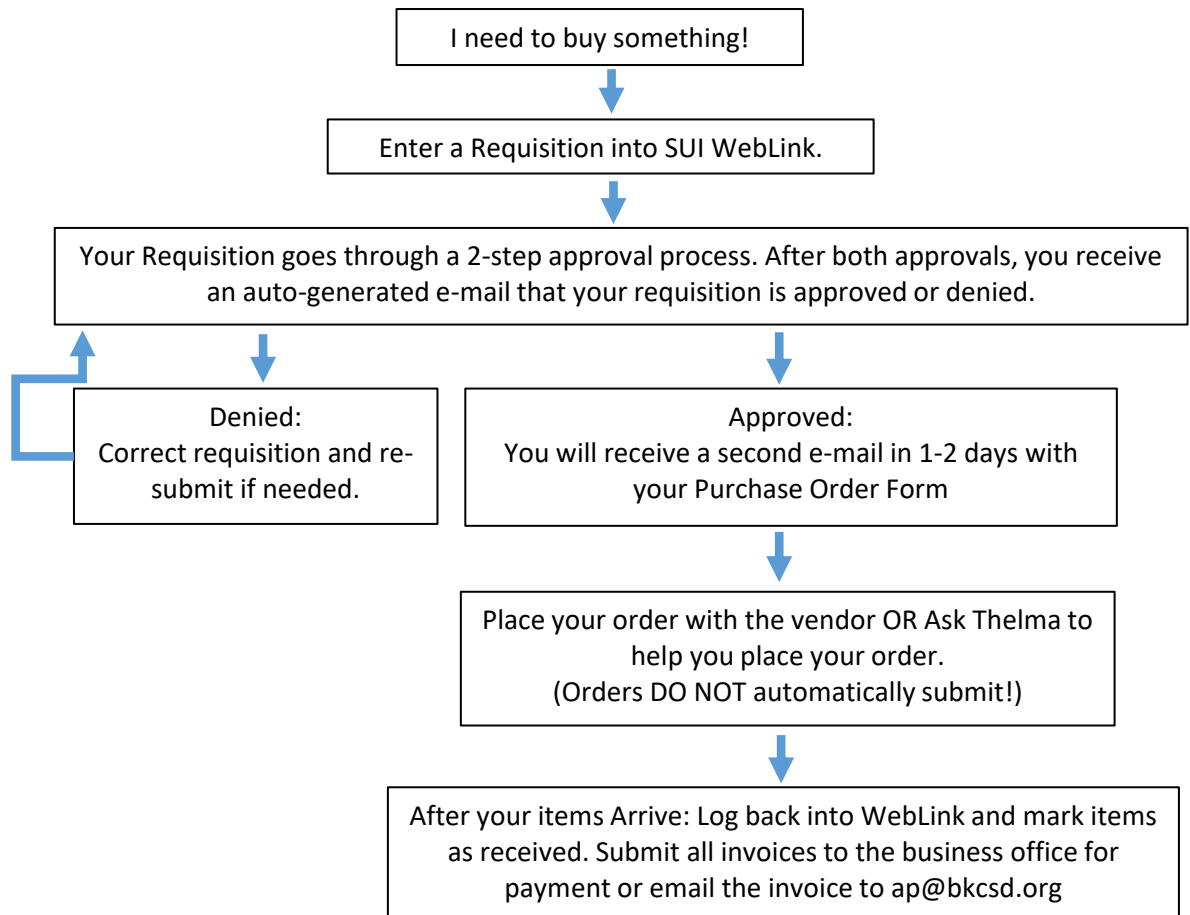 I need to buy something!
Enter a Requisition into SUI WebLink.
Your Requisition goes through a 2-step approval process. After both approvals, you receive
an auto-generated e-mail that your requisition is approved or denied.
Denied:
Correct requisition and re-
submit if needed.
Approved:
You will receive a second e-mail in 1-2 days with
your Purchase Order Form
Place your order with the vendor OR Ask Thelma to
help you place your order.
(Orders DO NOT automatically submit!)
After your items Arrive: Log back into WebLink and mark items
as received. Submit all invoices to the business office for
payment or email the invoice to ap@bkcsd.org